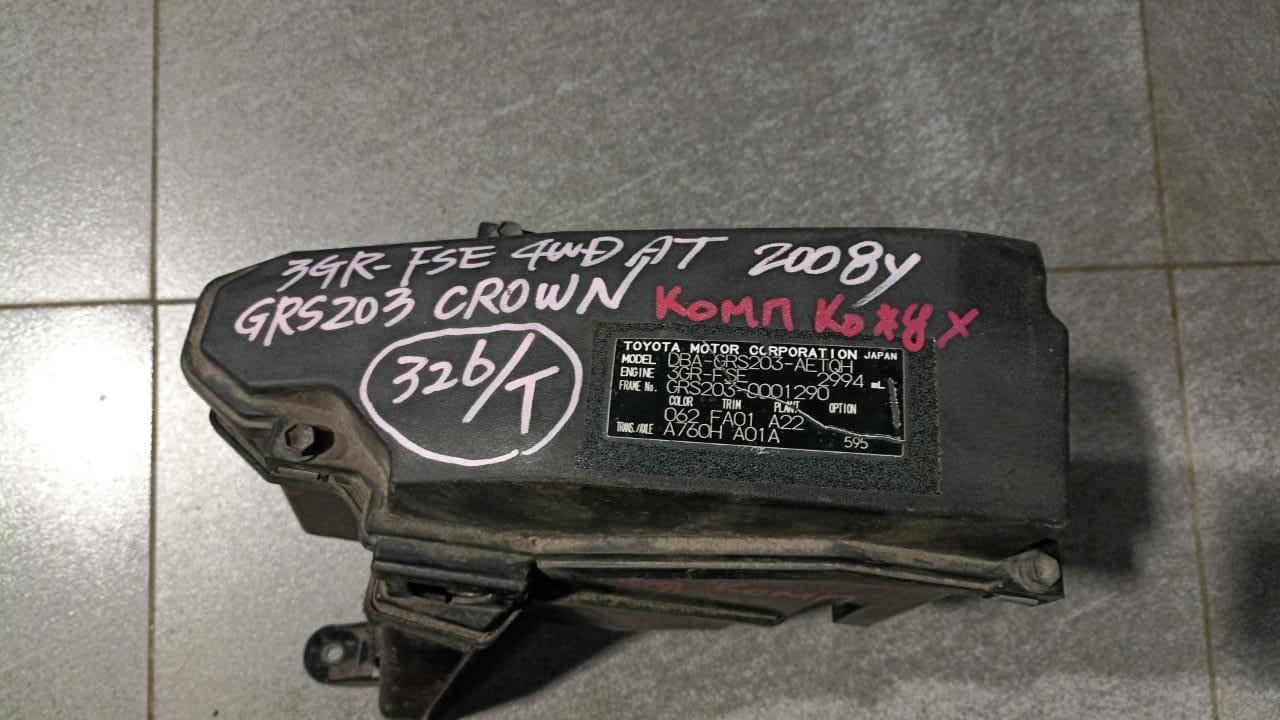 3GR-FSE 4WD AT 2008y
GRS203 CROWN Комп Кожух
326/T
TOYOTA MOTOR CORPORATION JAPAN
MODEL DBA-GRS203-AETQH
ENGINE 3GR-FSE 2994 mL
FRAME No. GRS203-0001290
COLOR TRIM PLANT OPTION
062 FA01 A22
TRANS./AXLE A760H A01A
595